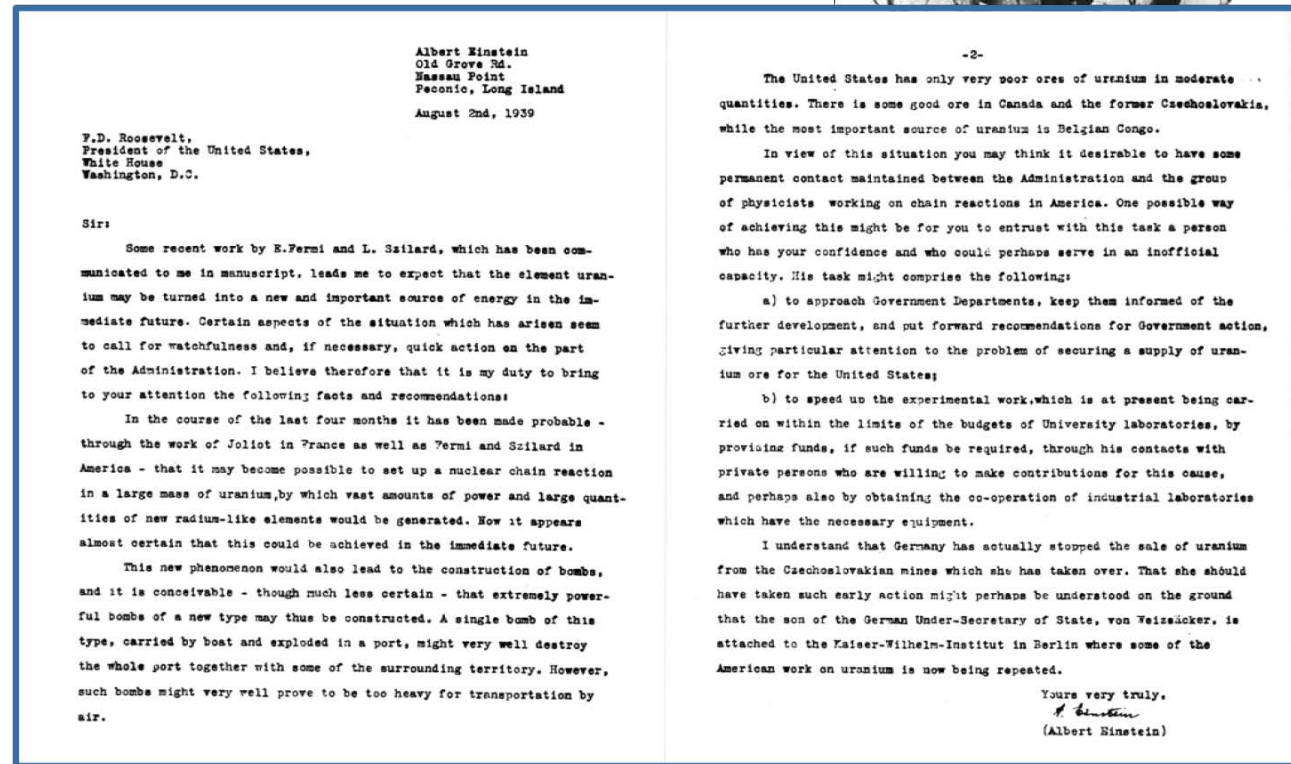 Albert Einstein
Old Grove Rd.
Nassau Point
Peconic, Long Island
August 2nd, 1939
F.D. Roosevelt,
President of the United States,
White House
Washington, D.C.
Sir:
Some recent work by E.Fermi and L. Szilard, which has been com-
municated to me in manuscript, leads me to expect that the element uran-
ium may be turned into a new and important source of energy in the im-
mediate future. Certain aspects of the situation which has arisen seem
to call for watchfulness and, if necessary, quick action on the part
of the Administration. I believe therefore that it is my duty to bring
to your attention the following facts and recommendations:
In the course of the last four months it has been made probable -
through the work of Joliot in France as well as Fermi and Szilard in
America - that it may become possible to set up a nuclear chain reaction
in a large mass of uranium,by which vast amounts of power and large quant-
ities of new radium-like elements would be generated. Now it appears
almost certain that this could be achieved in the immediate future.
This new phenomenon would also lead to the construction of bombs,
and it is conceivable - though much less certain - that extremely power-
ful bombs of a new type may thus be constructed. A single bomb of this
type, carried by boat and exploded in a port, might very well destroy
the whole port together with some of the surrounding territory. However,
such bombs might very well prove to be too heavy for transportation by
air.
-2-
The United States has only very poor ores of uranium in moderate
quantities. There is some good ore in Canada and the former Czechoslovakia,
while the most important source of uranium is Belgian Congo.
In view of this situation you may think it desirable to have some
permanent contact maintained between the Administration and the group
of physicists working on chain reactions in America. One possible way
of achieving this might be for you to entrust with this task a person
who has your confidence and who could perhaps serve in an inofficial
capacity. His task might comprise the following:
a) to approach Government Departments, keep them informed of the
further development, and put forward recommendations for Government action,
giving particular attention to the problem of securing a supply of uran-
ium ore for the United States;
b) to speed up the experimental work,which is at present being car-
ried on within the limits of the budgets of University laboratories, by
providing funds, if such funds be required, through his contacts with
private persons who are willing to make contributions for this cause,
and perhaps also by obtaining the co-operation of industrial laboratories
which have the necessary equipment.
I understand that Germany has actually stopped the sale of uranium
from the Czechoslovakian mines which she has taken over. That she should
have taken such early action might perhaps be understood on the ground
that the son of the German Under-Secretary of State, von Weizsäcker, is
attached to the Kaiser-Wilhelm-Institut in Berlin where some of the
American work on uranium is now being repeated.
Yours very truly,
A. Einstein
(Albert Einstein)